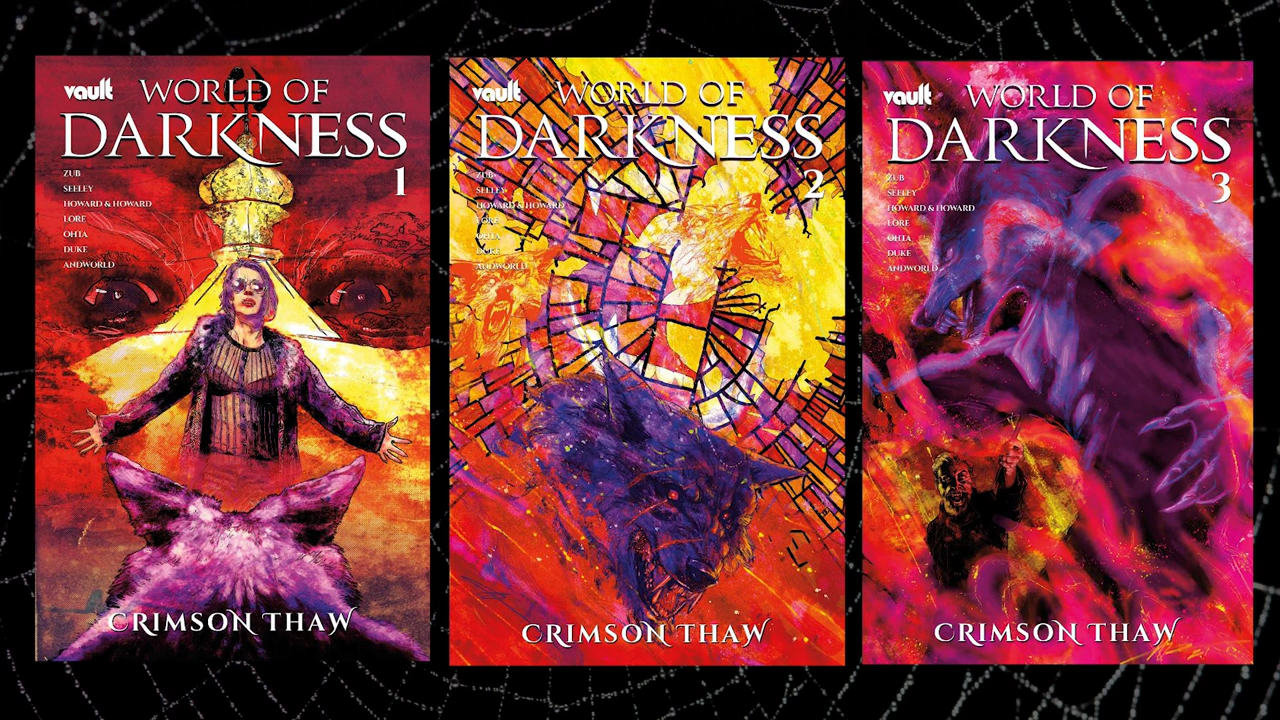 vault
WORLD OF
DARKNESS
1
ZUB
SEELEY
HOWARD & HOWARD
LORE
OHTA
DUKE
ANDWORLD
CRIMSON THAW
vault
WORLD OF
DARKNESS
2
ZUB
SEELEY
HOWARD & HOWARD
LORE
OHTA
DUKE
ANDWORLD
CRIMSON THAW
vault
WORLD OF
DARKNESS
3
ZUB
SEELEY
HOWARD & HOWARD
LORE
OHTA
DUKE
ANDWORLD
CRIMSON THAW